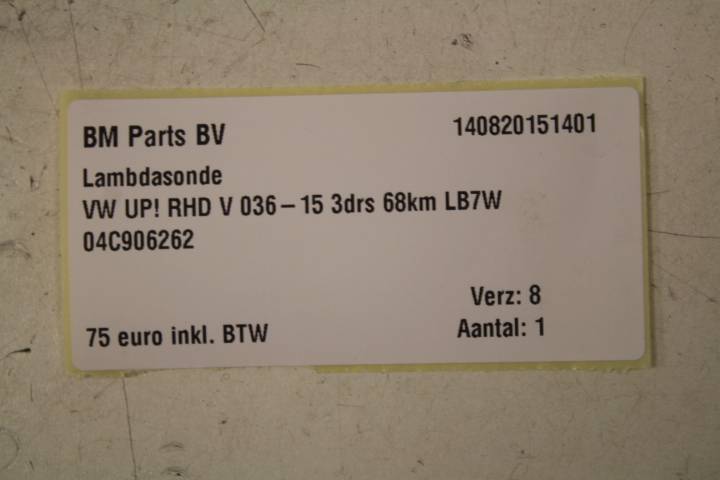 BM Parts BV 140820151401
Lambdasonde
VW UP! RHD V 036-15 3drs 68km LB7W
04C906262
Verz: 8
75 euro inkl. BTW Aantal: 1